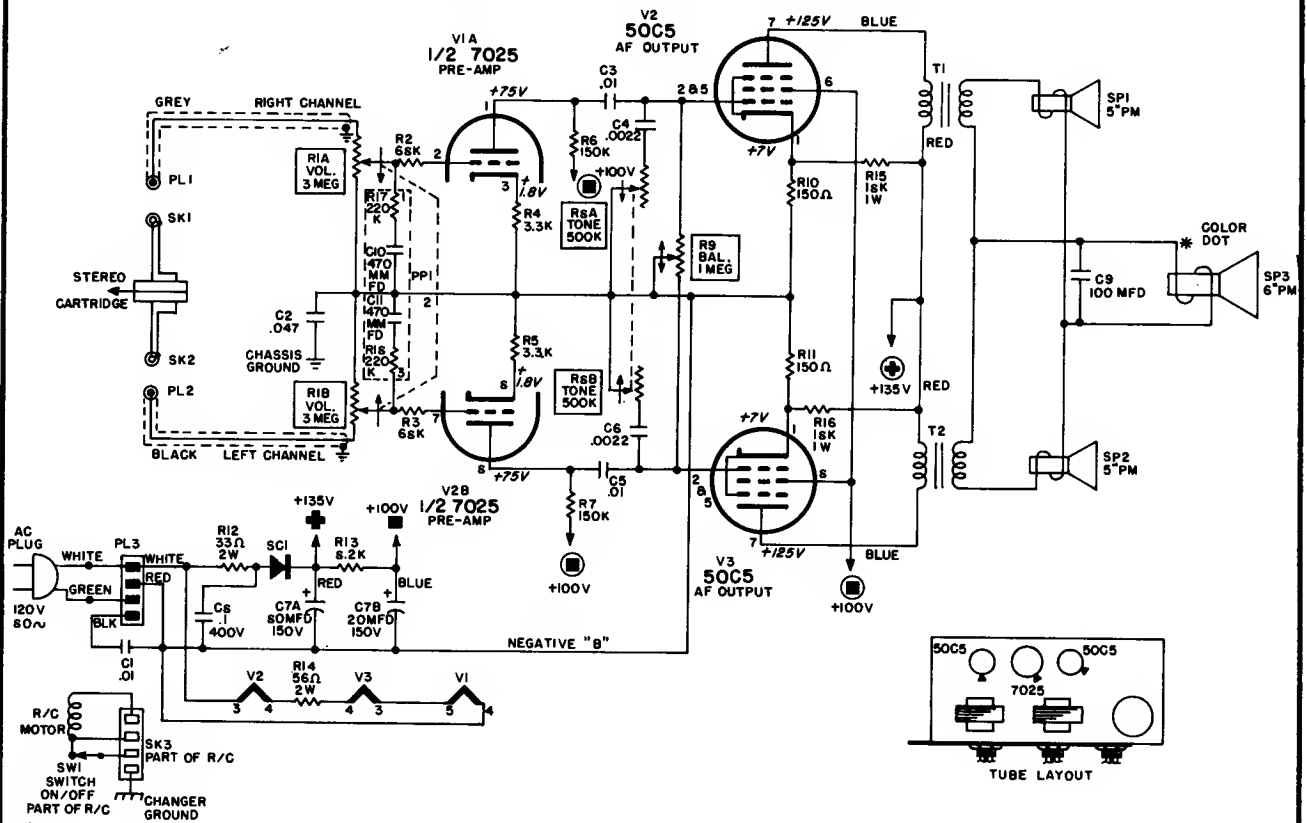 V1A
1/2 7025
PRE-AMP
V2
50C5
AF OUTPUT
7
+125V
BLUE
GREY
RIGHT CHANNEL
+75V
1
C3
.01
2&5
6
T1
SP1
5"PM
PL1
SK1
R1A
VOL.
3 MEG
R2
68K
2
3
+
1.8V
R4
3.3K
R6
150K
+100V
C4
.0022
+7V
1
RED
R10
150Ω
R15
18K
1W
R17
220
K
1
C10
470
MM
FD
PP1
2
C11
470
MM
FD
R18
220
K
3
R8A
TONE
500K
R9
BAL.
1 MEG
COLOR
DOT
*
SP3
6"PM
C9
100 MFD
STEREO
CARTRIDGE
C2
.047
CHASSIS
GROUND
SK2
PL2
R1B
VOL.
3 MEG
R5
3.3K
+
1.8V
8
R3
68K
7
R8B
TONE
500K
C6
.0022
R11
150Ω
+7V
1
R16
18K
1W
+135V
RED
T2
SP2
5"PM
BLACK
LEFT CHANNEL
8
+75V
C5
.01
2
&
5
8
V2B
1/2 7025
PRE-AMP
R7
150K
+100V
7
+125V
BLUE
V3
50C5
AF OUTPUT
+100V
AC
PLUG
WHITE
GREEN
120V
80~
PL3
WHITE
RED
BLK
R12
33Ω
2W
SC1
+135V
+100V
R13
8.2K
RED
BLUE
C8
.1
400V
+
C7A
80MFD
150V
+
C7B
20MFD
150V
NEGATIVE "B"
C1
.01
V2
3
4
R14
56Ω
2W
V3
4
3
V1
5
4
R/C
MOTOR
SK3
PART OF R/C
SW1
SWITCH
ON/OFF
PART OF R/C
CHANGER
GROUND
50C5
7025
50C5
TUBE LAYOUT